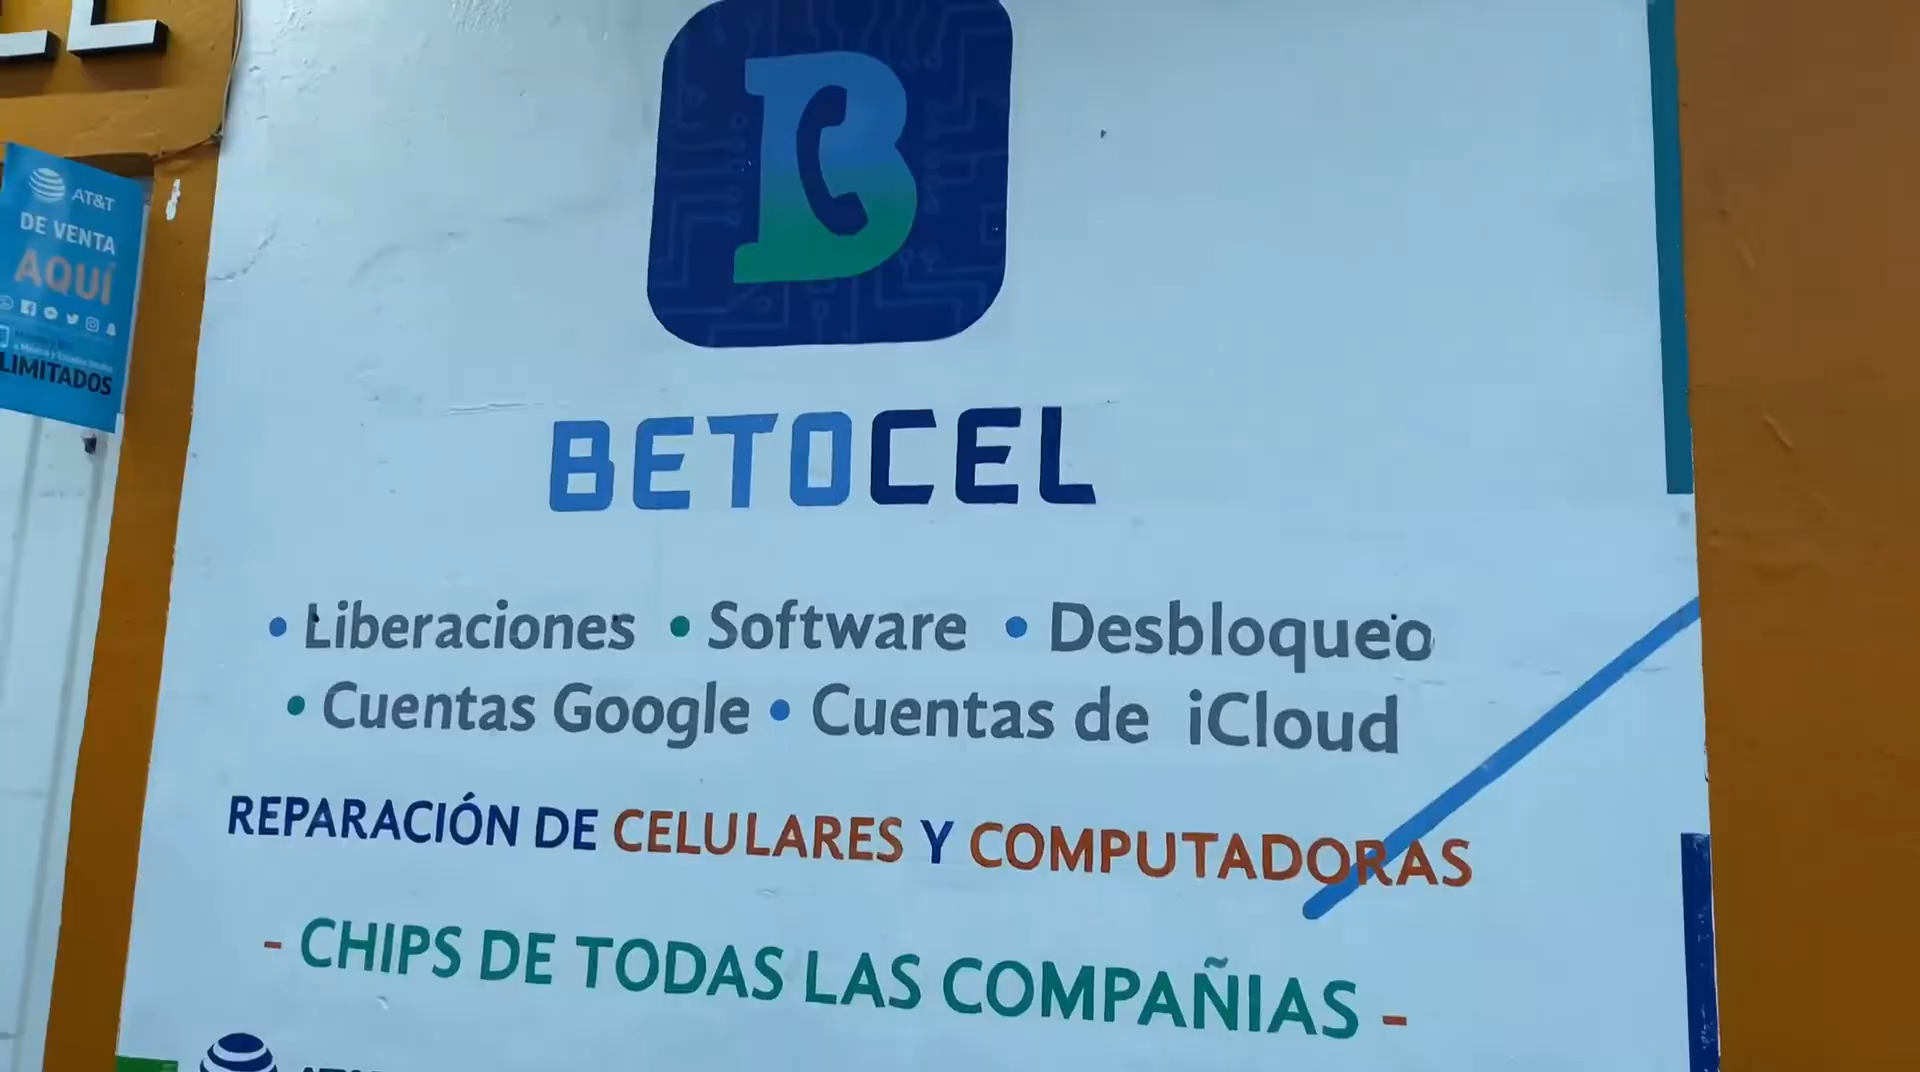 AT&T
DE VENTA
AQUÍ
LIMITADOS
B
BETOCEL
• Liberaciones • Software • Desbloqueo
• Cuentas Google • Cuentas de iCloud
REPARACIÓN DE CELULARES Y COMPUTADORAS
- CHIPS DE TODAS LAS COMPAÑIAS -